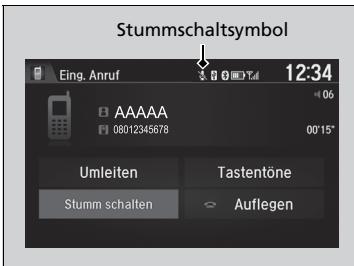 Stummschaltsymbol
Eing. Anruf 12:34
06
AAAAA
08012345678 00'15"
Umleiten Tastentöne
Stumm schalten Auflegen